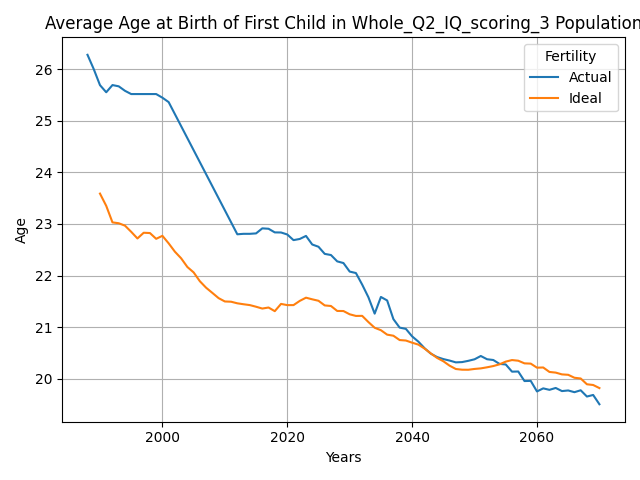 Average Age at Birth of First Child in Whole_Q2_IQ_scoring_3 Population
Fertility
Actual
Ideal
26
25
24
23
22
21
20
Age
2000
2020
2040
2060
Years